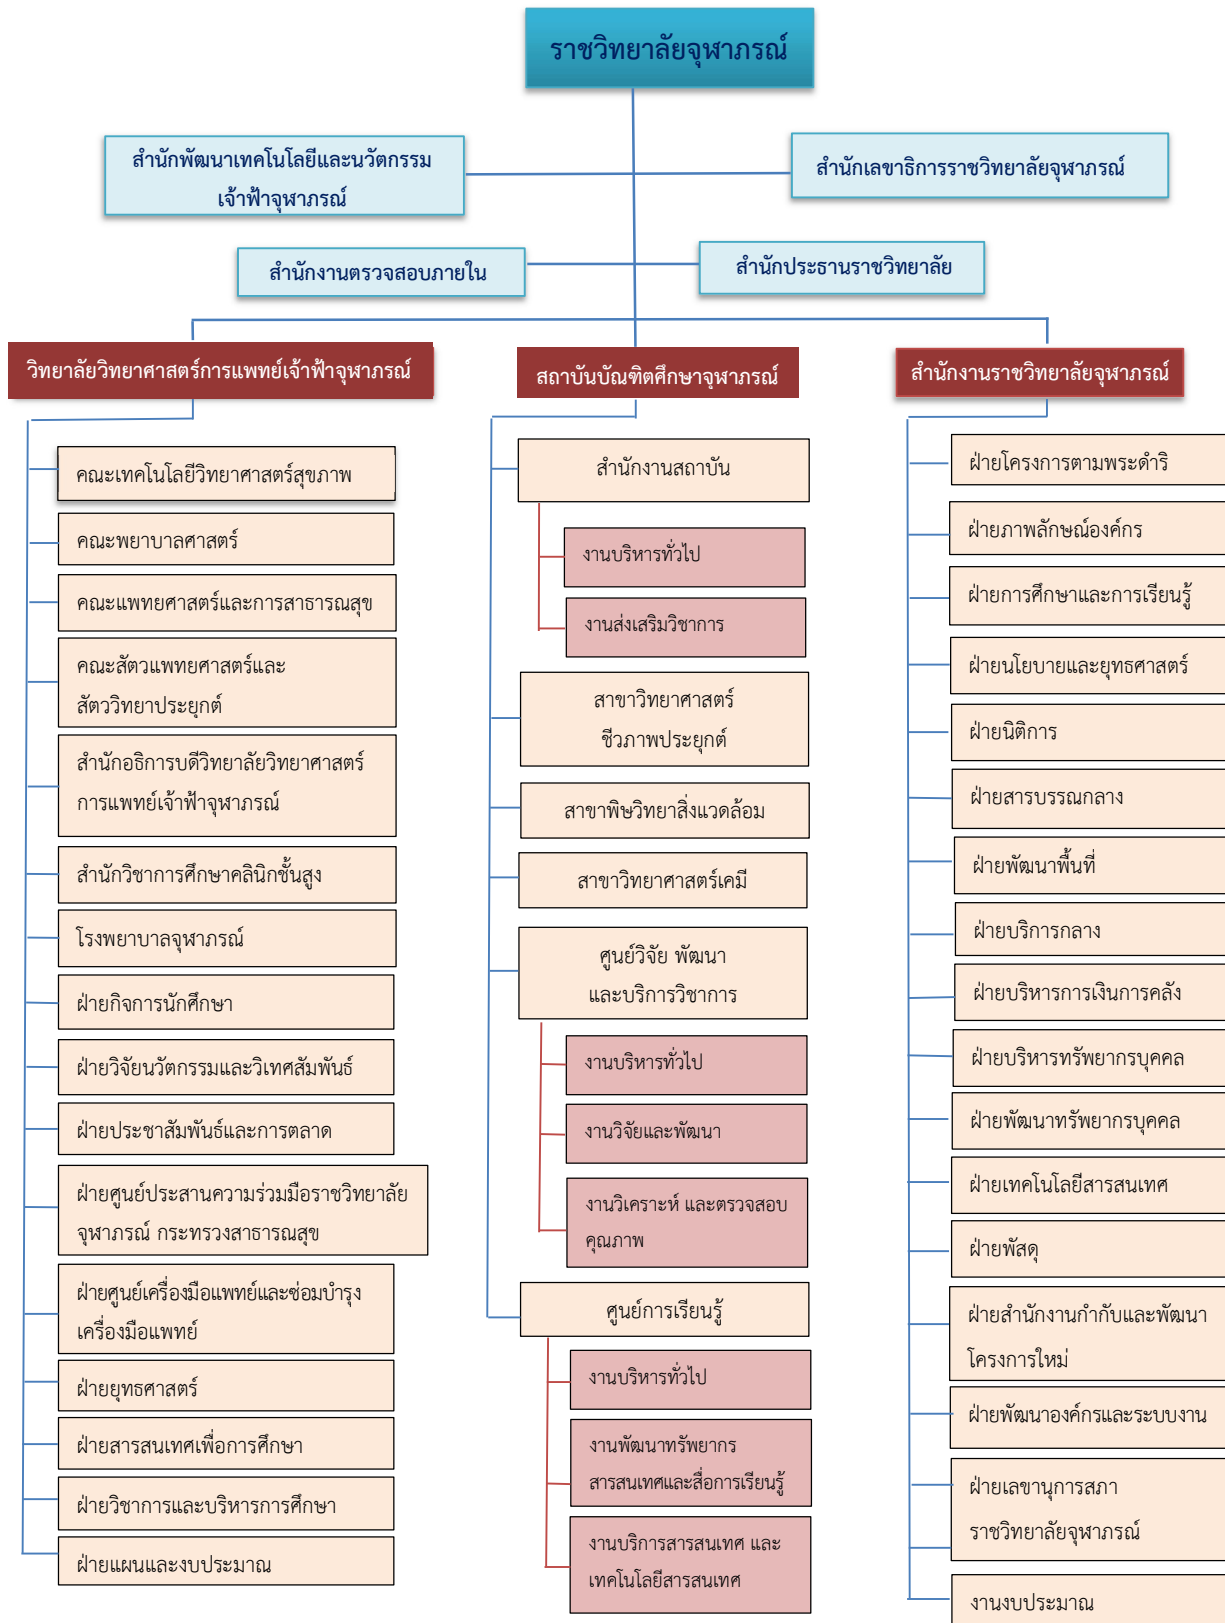 ราชวิทยาลัยจุฬาภรณ์
สำนักพัฒนาเทคโนโลยีและนวัตกรรม
เจ้าฟ้าจุฬาภรณ์
สำนักเลขาธิการราชวิทยาลัยจุฬาภรณ์
สำนักงานตรวจสอบภายใน
สำนักประธานราชวิทยาลัย
วิทยาลัยวิทยาศาสตร์การแพทย์เจ้าฟ้าจุฬาภรณ์
คณะเทคโนโลยีวิทยาศาสตร์สุขภาพ
คณะพยาบาลศาสตร์
คณะแพทยศาสตร์และการสาธารณสุข
คณะสัตวแพทยศาสตร์และ
สัตววิทยาประยุกต์
สำนักอธิการบดีวิทยาลัยวิทยาศาสตร์
การแพทย์เจ้าฟ้าจุฬาภรณ์
สำนักวิชาการศึกษาคลินิกชั้นสูง
โรงพยาบาลจุฬาภรณ์
ฝ่ายกิจการนักศึกษา
ฝ่ายวิจัยนวัตกรรมและวิเทศสัมพันธ์
ฝ่ายประชาสัมพันธ์และการตลาด
ฝ่ายศูนย์ประสานความร่วมมือราชวิทยาลัย
จุฬาภรณ์ กระทรวงสาธารณสุข
ฝ่ายศูนย์เครื่องมือแพทย์และซ่อมบำรุง
เครื่องมือแพทย์
ฝ่ายยุทธศาสตร์
ฝ่ายสารสนเทศเพื่อการศึกษา
ฝ่ายวิชาการและบริหารการศึกษา
ฝ่ายแผนและงบประมาณ
สถาบันบัณฑิตศึกษาจุฬาภรณ์
สำนักงานสถาบัน
งานบริหารทั่วไป
งานส่งเสริมวิชาการ
สาขาวิทยาศาสตร์
ชีวภาพประยุกต์
สาขาพิษวิทยาสิ่งแวดล้อม
สาขาวิทยาศาสตร์เคมี
ศูนย์วิจัย พัฒนา
และบริการวิชาการ
งานบริหารทั่วไป
งานวิจัยและพัฒนา
งานวิเคราะห์ และตรวจสอบ
คุณภาพ
ศูนย์การเรียนรู้
งานบริหารทั่วไป
งานพัฒนาทรัพยากร
สารสนเทศและสื่อการเรียนรู้
งานบริการสารสนเทศ และ
เทคโนโลยีสารสนเทศ
สำนักงานราชวิทยาลัยจุฬาภรณ์
ฝ่ายโครงการตามพระดำริ
ฝ่ายภาพลักษณ์องค์กร
ฝ่ายการศึกษาและการเรียนรู้
ฝ่ายนโยบายและยุทธศาสตร์
ฝ่ายนิติการ
ฝ่ายสารบรรณกลาง
ฝ่ายพัฒนาพื้นที่
ฝ่ายบริการกลาง
ฝ่ายบริหารการเงินการคลัง
ฝ่ายบริหารทรัพยากรบุคคล
ฝ่ายพัฒนาทรัพยากรบุคคล
ฝ่ายเทคโนโลยีสารสนเทศ
ฝ่ายพัสดุ
ฝ่ายสำนักงานกำกับและพัฒนา
โครงการใหม่
ฝ่ายพัฒนาองค์กรและระบบงาน
ฝ่ายเลขานุการสภา
ราชวิทยาลัยจุฬาภรณ์
งานงบประมาณ